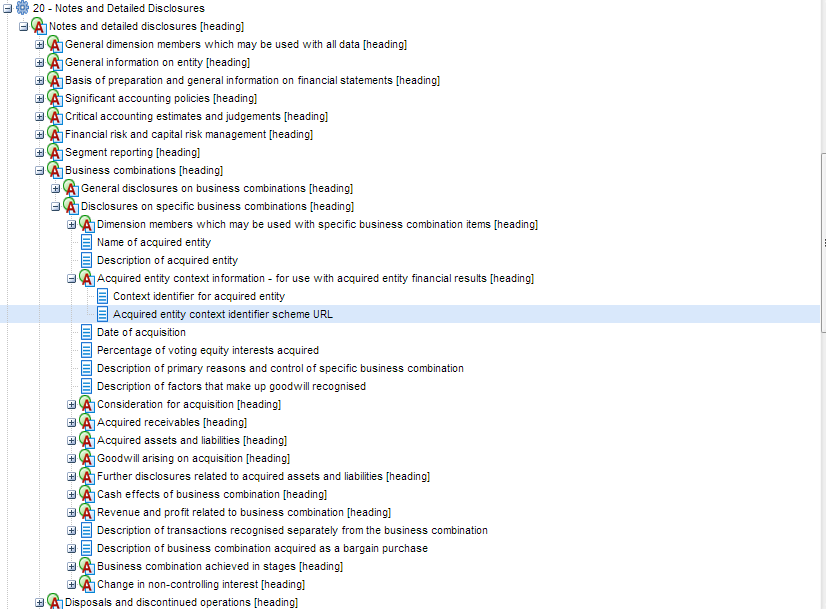 20 - Notes and Detailed Disclosures
Notes and detailed disclosures [heading]
General dimension members which may be used with all data [heading]
General information on entity [heading]
Basis of preparation and general information on financial statements [heading]
Significant accounting policies [heading]
Critical accounting estimates and judgements [heading]
Financial risk and capital risk management [heading]
Segment reporting [heading]
Business combinations [heading]
General disclosures on business combinations [heading]
Disclosures on specific business combinations [heading]
Dimension members which may be used with specific business combination items [heading]
Name of acquired entity
Description of acquired entity
Acquired entity context information - for use with acquired entity financial results [heading]
Context identifier for acquired entity
Acquired entity context identifier scheme URL
Date of acquisition
Percentage of voting equity interests acquired
Description of primary reasons and control of specific business combination
Description of factors that make up goodwill recognised
Consideration for acquisition [heading]
Acquired receivables [heading]
Acquired assets and liabilities [heading]
Goodwill arising on acquisition [heading]
Further disclosures related to acquired assets and liabilities [heading]
Cash effects of business combination [heading]
Revenue and profit related to business combination [heading]
Description of transactions recognised separately from the business combination
Description of business combination acquired as a bargain purchase
Business combination achieved in stages [heading]
Change in non-controlling interest [heading]
Disposals and discontinued operations [heading]